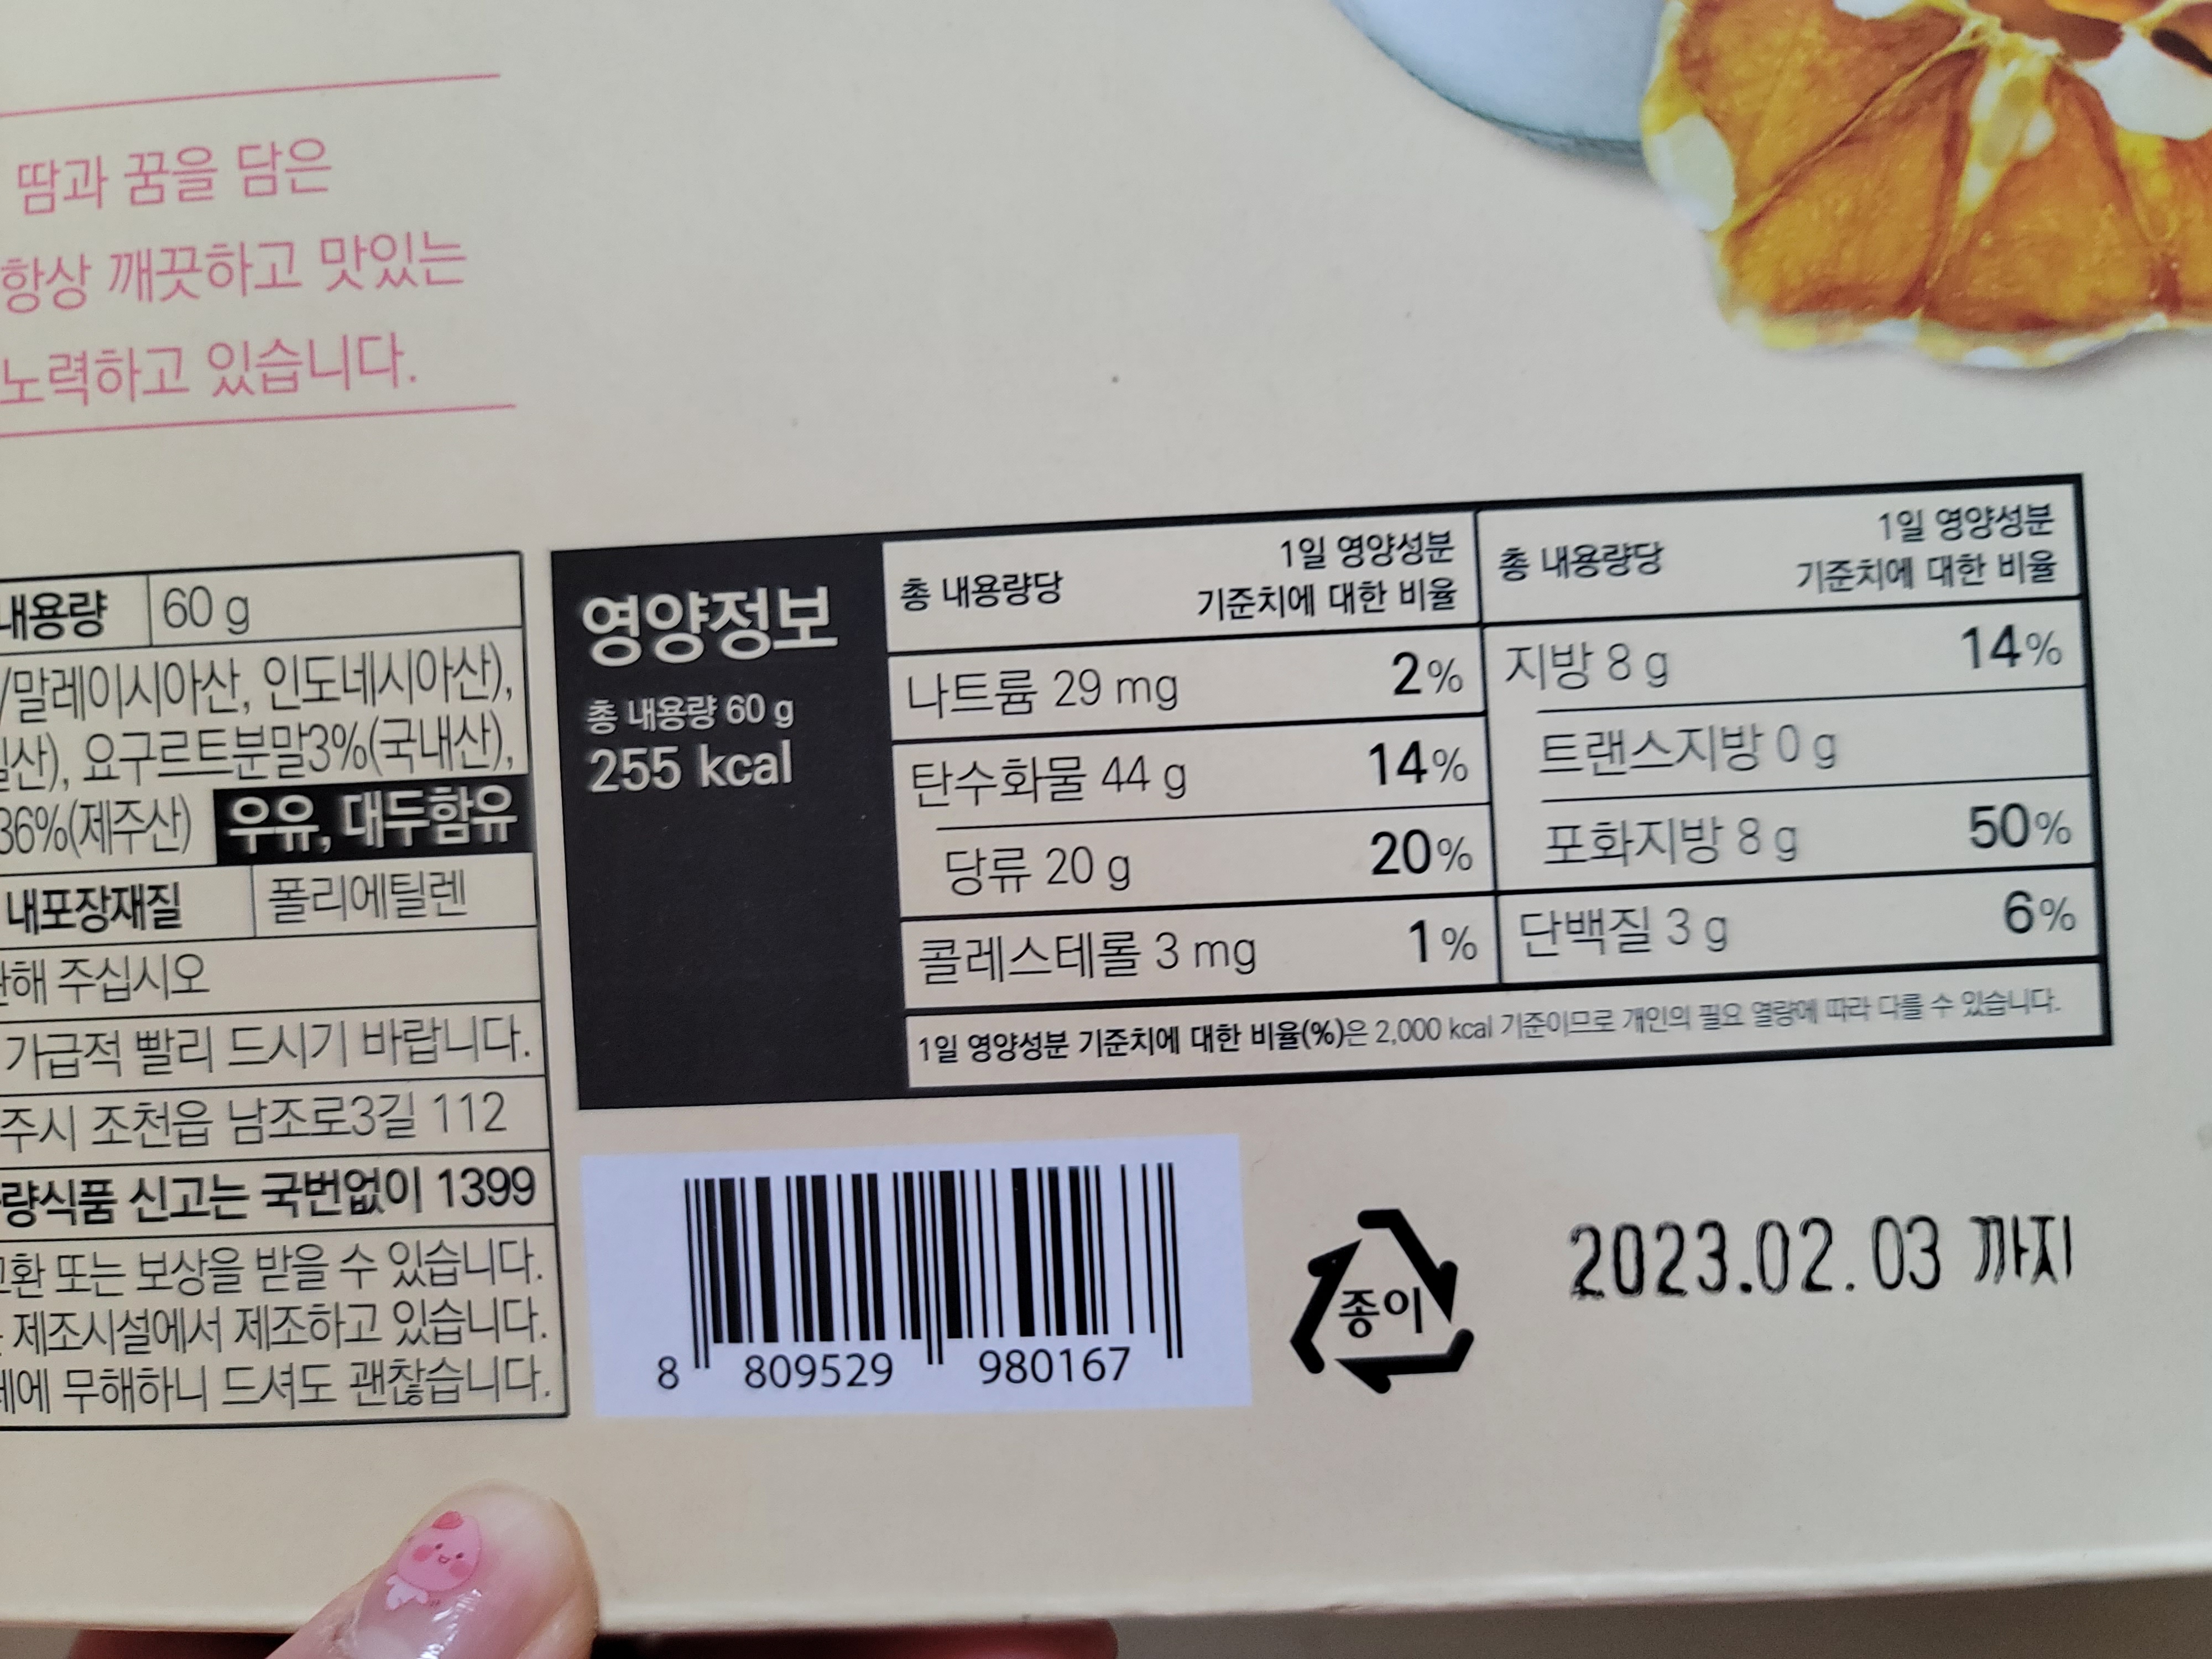 땀과 꿈을 담은
항상 깨끗하고 맛있는
노력하고 있습니다.
내용량 60 g
/말레이시아산, 인도네시아산),
산), 요구르트분말3%(국내산),
36%(제주산) 우유, 대두함유
내포장재질 폴리에틸렌
해 주십시오
가급적 빨리 드시기 바랍니다.
주시 조천읍 남조로3길 112
량식품 신고는 국번없이 1399
환 또는 보상을 받을 수 있습니다.
제조시설에서 제조하고 있습니다.
에 무해하니 드셔도 괜찮습니다.
영양정보
총 내용량 60 g
255 kcal
총 내용량당 1일 영양성분 기준치에 대한 비율
나트륨 29 mg 2%
탄수화물 44 g 14%
당류 20 g 20%
콜레스테롤 3 mg 1%
총 내용량당 1일 영양성분 기준치에 대한 비율
지방 8 g 14%
트랜스지방 0 g
포화지방 8 g 50%
단백질 3 g 6%
1일 영양성분 기준치에 대한 비율(%)은 2,000 kcal 기준이므로 개인의 필요 열량에 따라 다를 수 있습니다.
8 809529 980167
종이
2023.02.03 까지